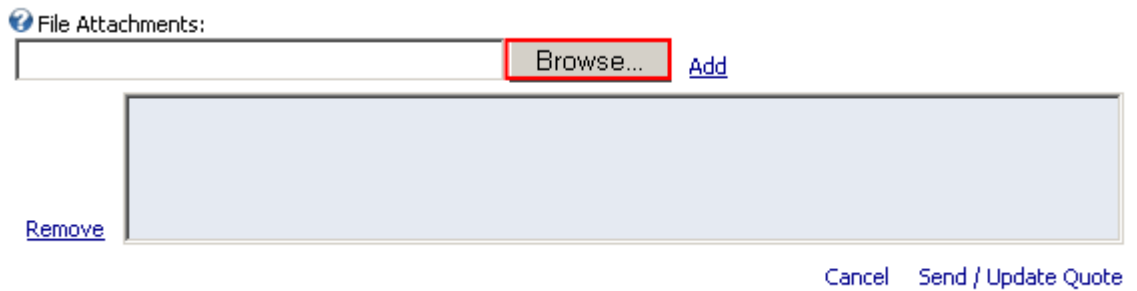 File Attachments:
Browse... Add
Remove
Cancel Send / Update Quote